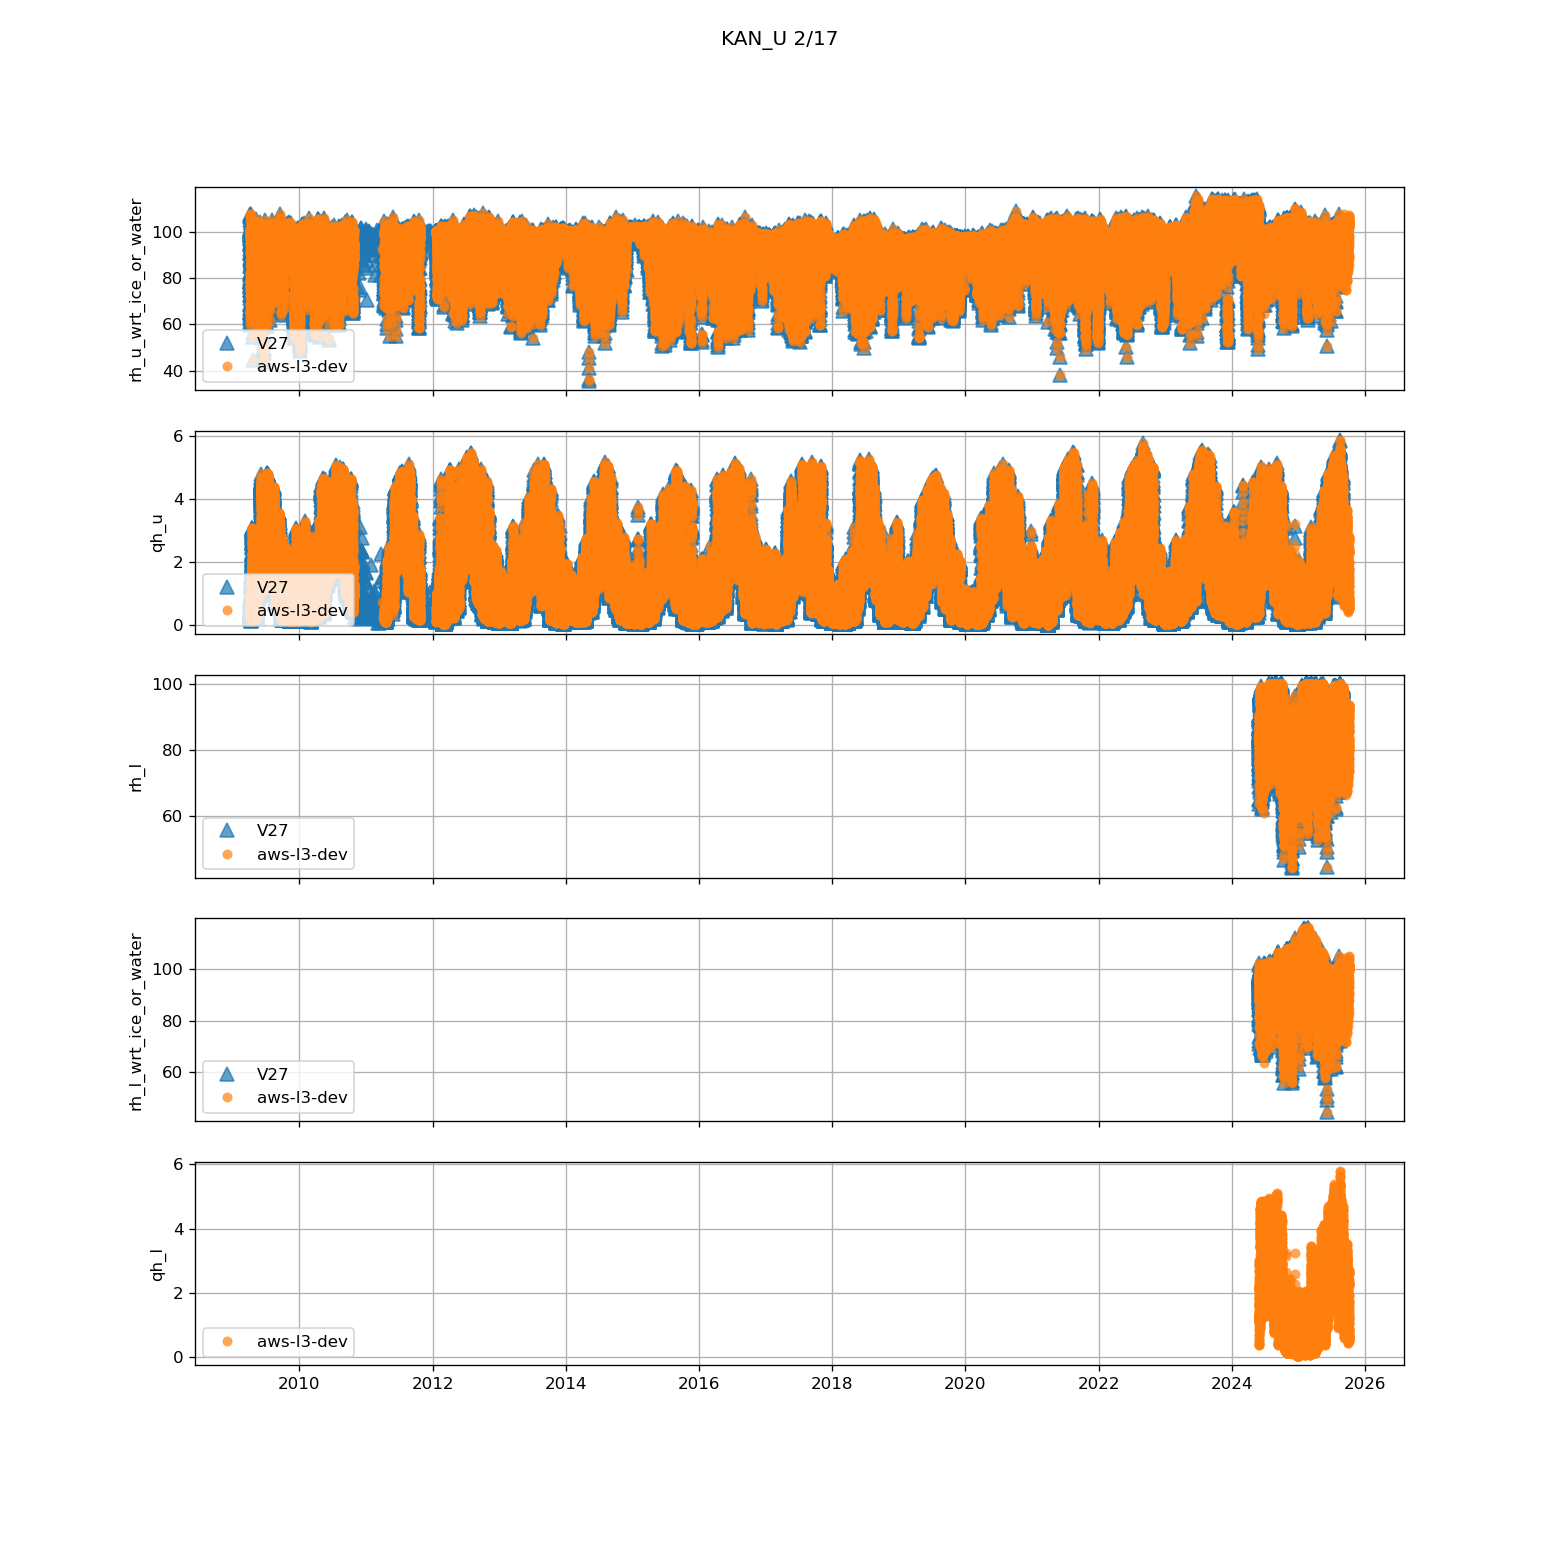 KAN_U 2/17
rh_u_wrt_ice_or_water
100
80
60
40
V27
aws-l3-dev
qh_u
6
4
2
0
V27
aws-l3-dev
rh_l
100
80
60
V27
aws-l3-dev
rh_l_wrt_ice_or_water
100
80
60
V27
aws-l3-dev
qh_l
6
4
2
0
aws-l3-dev
2010 2012 2014 2016 2018 2020 2022 2024 2026